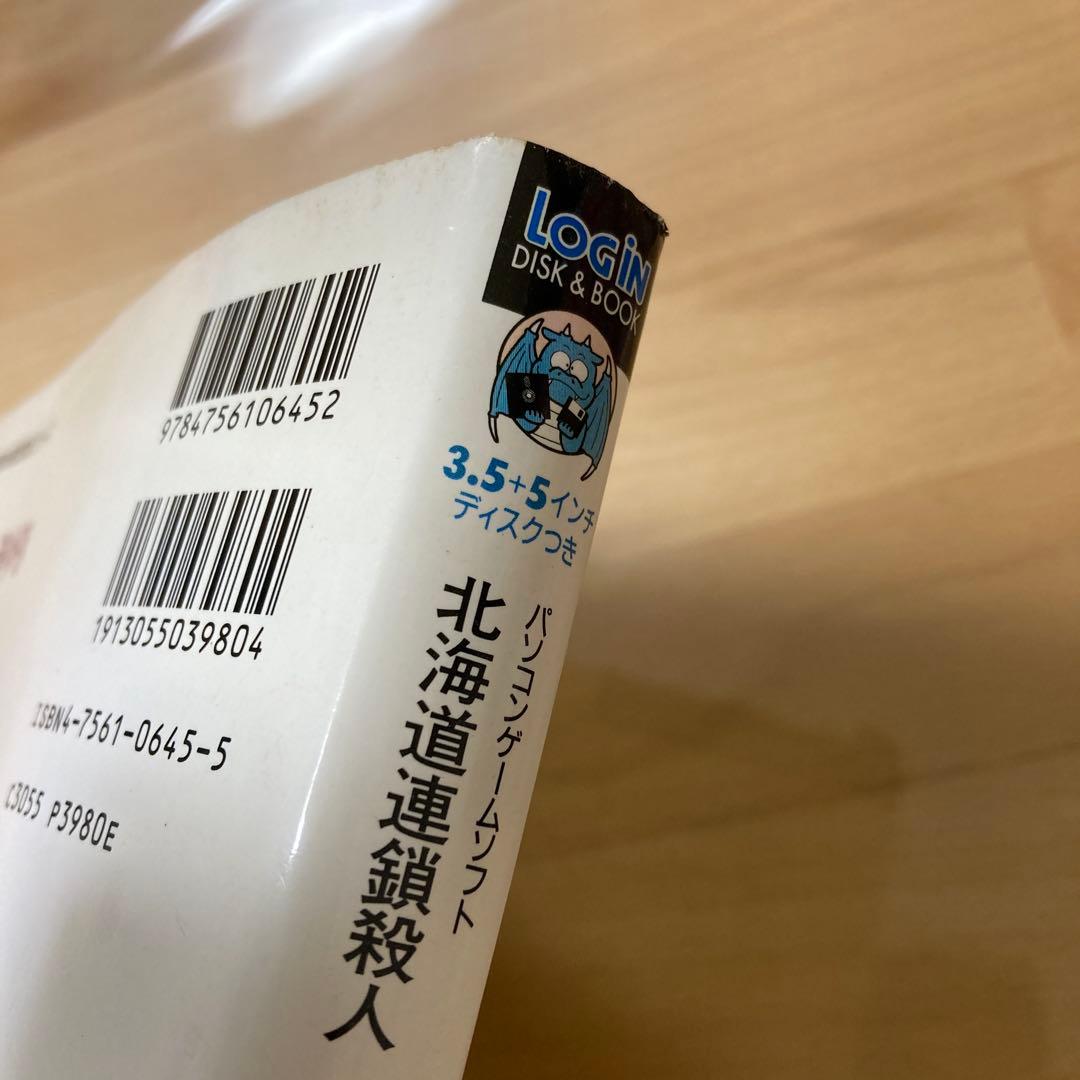 9784756106452
1913055039804
ISBN4-7561-0645-5
C3055 P3980E
LOGiN
DISK & BOOK
3.5+5インチ
ディスクつき
パソコンゲームソフト
北海道連鎖殺人